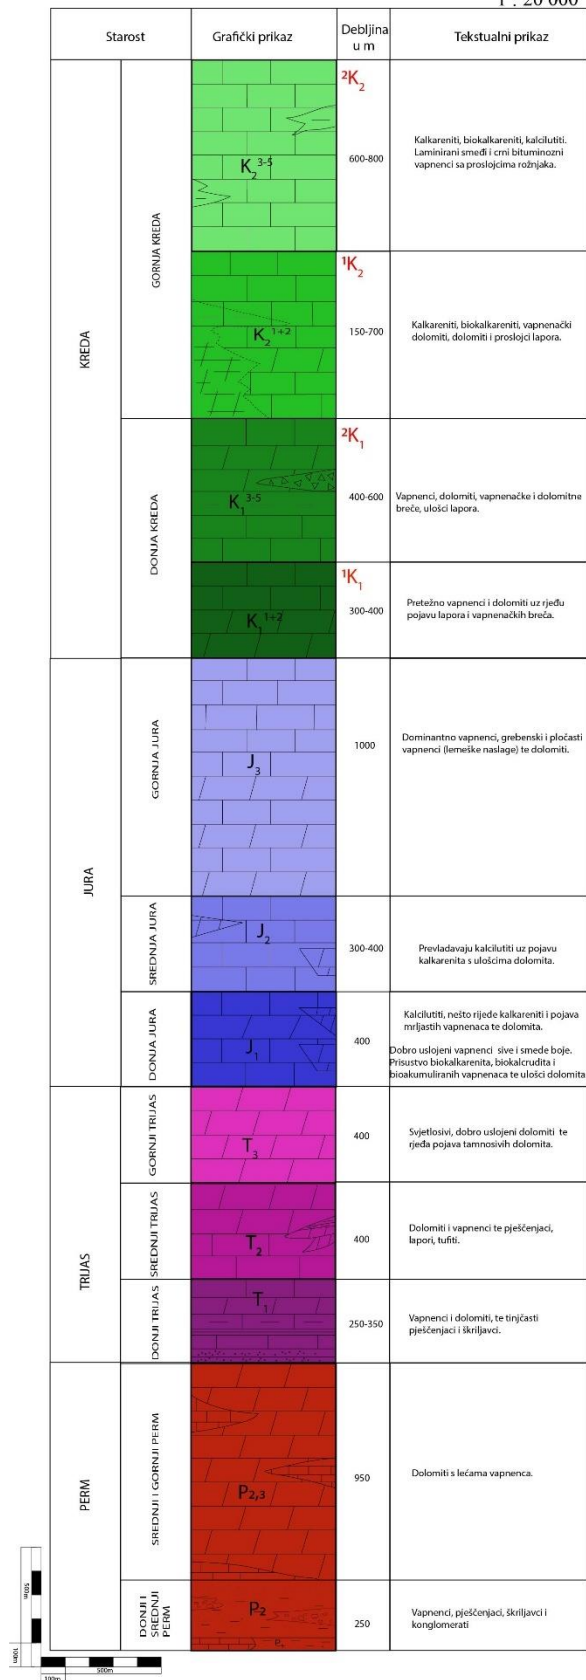 1 : 20 000
Starost
Grafički prikaz
Debljina
u m
Tekstualni prikaz
KREDA
GORNJA KREDA
²K₂
K₂³⁻⁵
600-800
Kalkareniti, biokalkareniti, kalcilutiti.
Laminirani smeđi i crni bituminozni
vapnenci sa proslojcima rožnjaka.
¹K₂
K₂¹⁺²
150-700
Kalkareniti, biokalkareniti, vapnenački
dolomiti, dolomiti i proslojci lapora.
DONJA KREDA
²K₁
K₁³⁻⁵
400-600
Vapnenci, dolomiti, vapnenačke i dolomitne
breče, ulošci lapora.
¹K₁
K₁¹⁺²
300-400
Pretežno vapnenci i dolomiti uz rjeđu
pojavu lapora i vapnenačkih breča.
JURA
GORNJA JURA
J₃
1000
Dominantno vapnenci, grebenski i pločasti
vapnenci (lemeške naslage) te dolomiti.
SREDNJA JURA
J₂
300-400
Prevladavaju kalcilutiti uz pojavu
kalkarenita s ulošcima dolomita.
DONJA JURA
J₁
400
Kalcilutiti, nešto rijede kalkareniti i pojava
mrljastih vapnenaca te dolomita.
Dobro uslojeni vapnenci sive i smede boje.
Prisustvo biokalkarenita, biokalcrudita i
bioakumuliranih vapnenaca te ulošci dolomita
TRIJAS
GORNJI TRIJAS
T₃
400
Svjetlosivi, dobro uslojeni dolomiti te
rjeđa pojava tamnosivih dolomita.
SREDNJI TRIJAS
T₂
400
Dolomiti i vapnenci te pješčenjaci,
lapori, tufiti.
DONJI TRIJAS
T₁
250-350
Vapnenci i dolomiti, te tinjčasti
pješčenjaci i škriljavci.
PERM
SREDNJI I GORNJI PERM
P2,3
950
Dolomiti s lećama vapnenca.
DONJI I
SREDNJI
PERM
P2
250
Vapnenci, pješčenjaci, škriljavci i
konglomerati
500m
100m
500m
100m